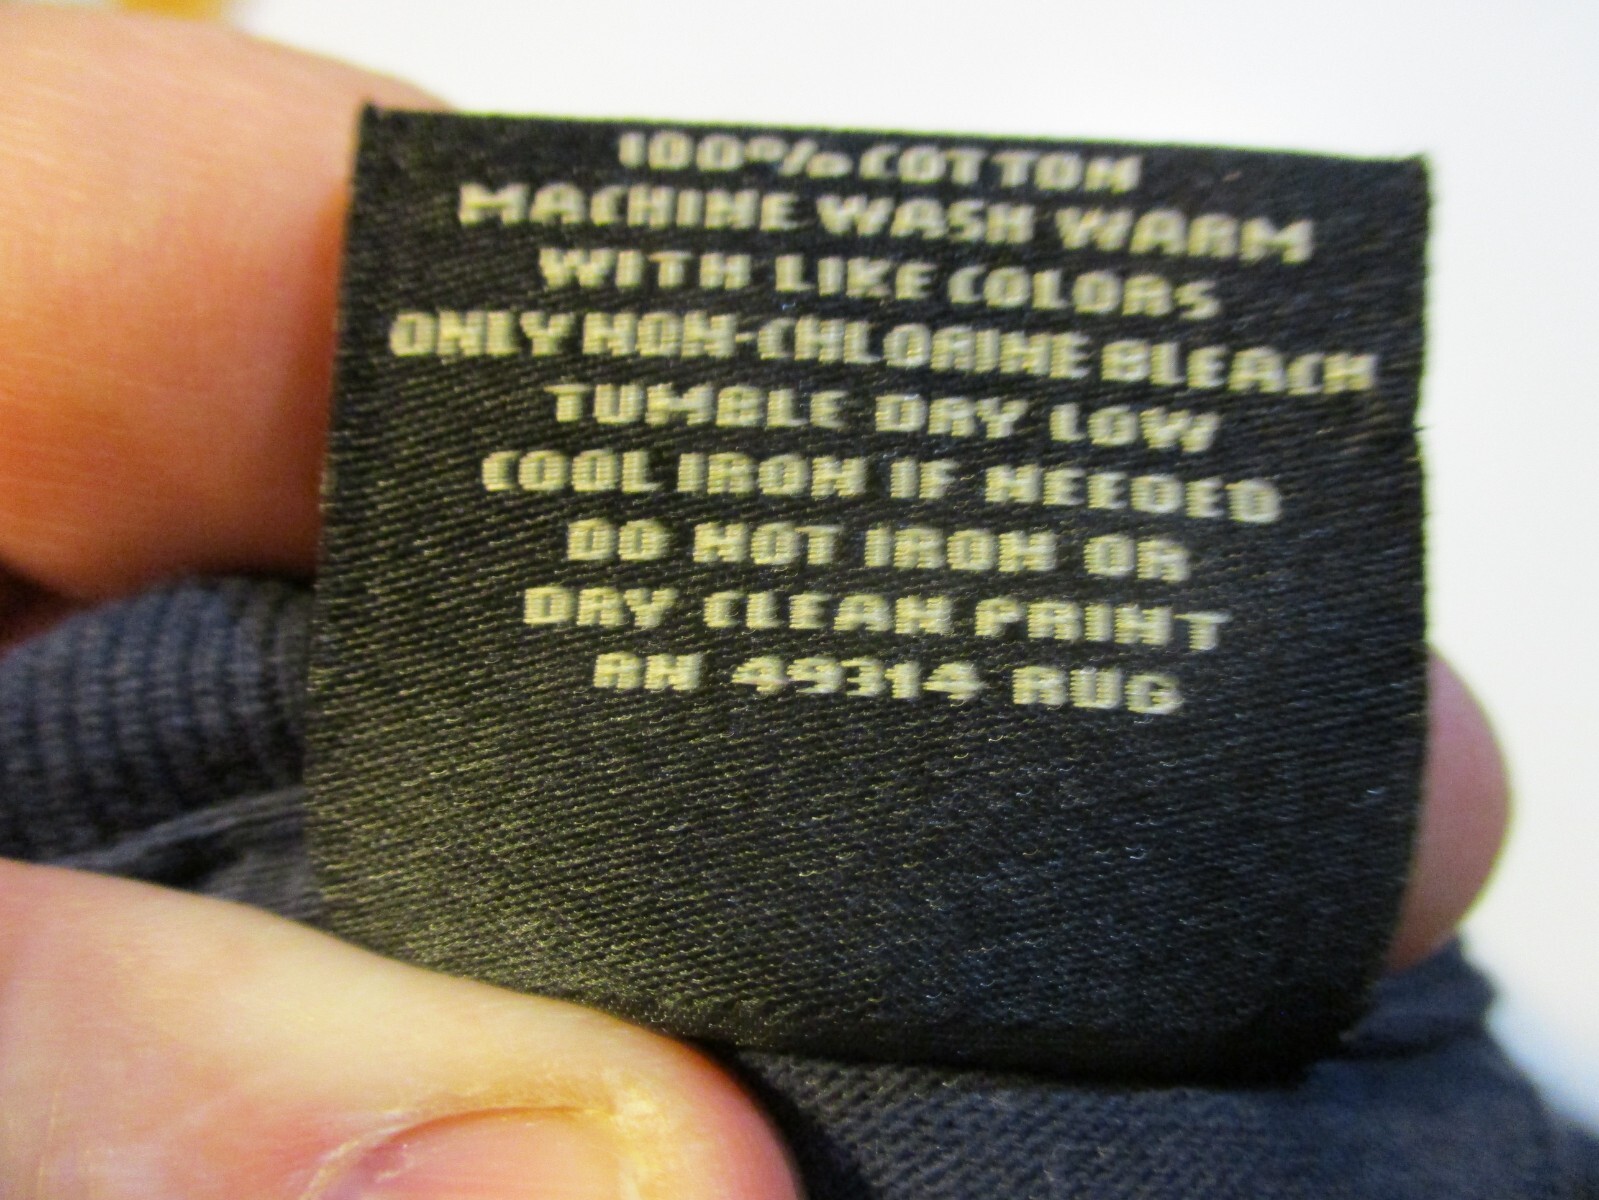 100% COTTON
MACHINE WASH WARM
WITH LIKE COLORS
ONLY NON-CHLORINE BLEACH
TUMBLE DRY LOW
COOL IRON IF NEEDED
DO NOT IRON OR
DRY CLEAN PRINT
RN 49314 RUG